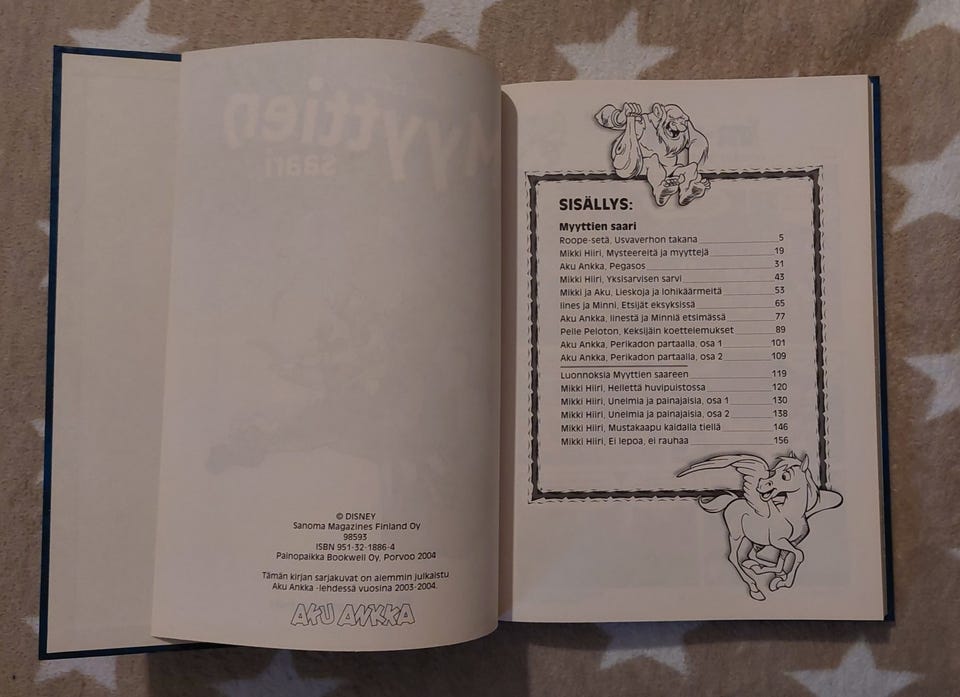 Myyttien
saari
© DISNEY
Sanoma Magazines Finland Oy
98593
ISBN 951-32-1886-4
Painopaikka Bookwell Oy, Porvoo 2004
Tämän kirjan sarjakuvat on aiemmin julkaistu
Aku Ankka -lehdessä vuosina 2003-2004.
AKU ANKKA
SISÄLLYS:
Myyttien saari
Roope-setä, Usvaverhon takana 5
Mikki Hiiri, Mysteereitä ja myyttejä 19
Aku Ankka, Pegasos 31
Mikki Hiiri, Yksisarvisen sarvi 43
Mikki ja Aku, Lieskoja ja lohikäärmeitä 53
Iines ja Minni, Etsijät eksyksissä 65
Aku Ankka, Iinestä ja Minniä etsimässä 77
Pelle Peloton, Keksijäin koettelemukset 89
Aku Ankka, Perikadon partaalla, osa 1 101
Aku Ankka, Perikadon partaalla, osa 2 109
Luonnoksia Myyttien saareen 119
Mikki Hiiri, Hellettä huvipuistossa 120
Mikki Hiiri, Unelmia ja painajaisia, osa 1 130
Mikki Hiiri, Unelmia ja painajaisia, osa 2 138
Mikki Hiiri, Mustakaapu kaidalla tiellä 146
Mikki Hiiri, Ei lepoa, ei rauhaa 156